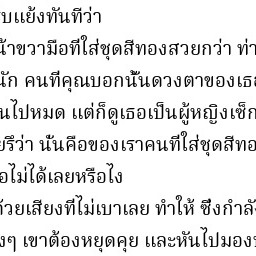 บแย้งทันทีว่า
น้าขวามือที่ใส่ชุดสีทองสวยกว่า ท่า
นัก คนที่คุณบอกนั้นดวงตาของเธอ
นไปหมด แต่ก็ดูเธอเป็นผู้หญิงเซ็ก
ยรึว่า นั่นคือของเราคนที่ใส่ชุดสีทอ
อไม่ได้เลยหรือไง
ด้วยเสียงที่ไม่เบาเลย ทำให้ ซึ่งกำลั
งๆ เขาต้องหยุดคุย และหันไปมอง